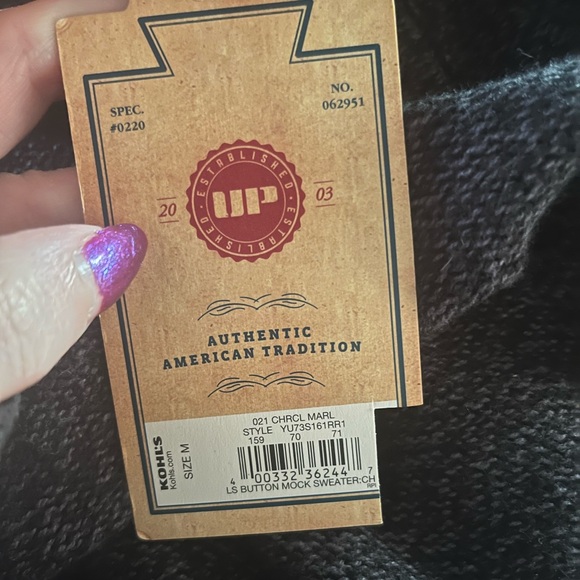 SPEC.
#0220
NO.
062951
ESTABLISHED
UP
ESTABLISHED
20
03
AUTHENTIC
AMERICAN TRADITION
KOHL'S
Kohls.com
SIZE M
021 CHRCL MARL
STYLE YU73S161RR1
159 70 71
4 00332 36244 7
LS BUTTON MOCK SWEATER:CH
RPI